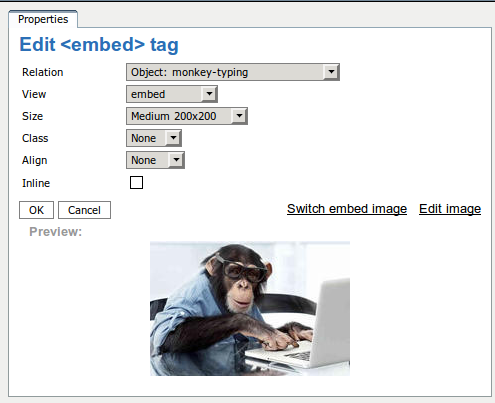 Properties
Edit <embed> tag
Relation Object: monkey-typing
View embed
Size Medium 200x200
Class None
Align None
Inline
OK Cancel Switch embed image Edit image
Preview: